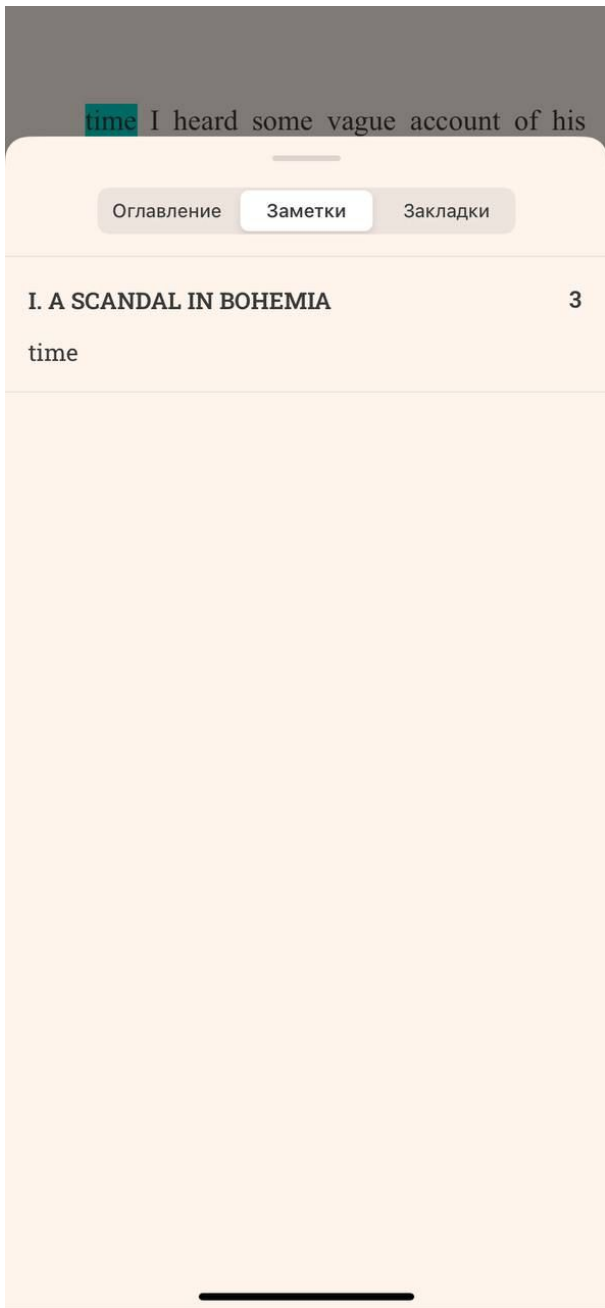 time I heard some vague account of his
Оглавление Заметки Закладки
I. A SCANDAL IN BOHEMIA 3
time